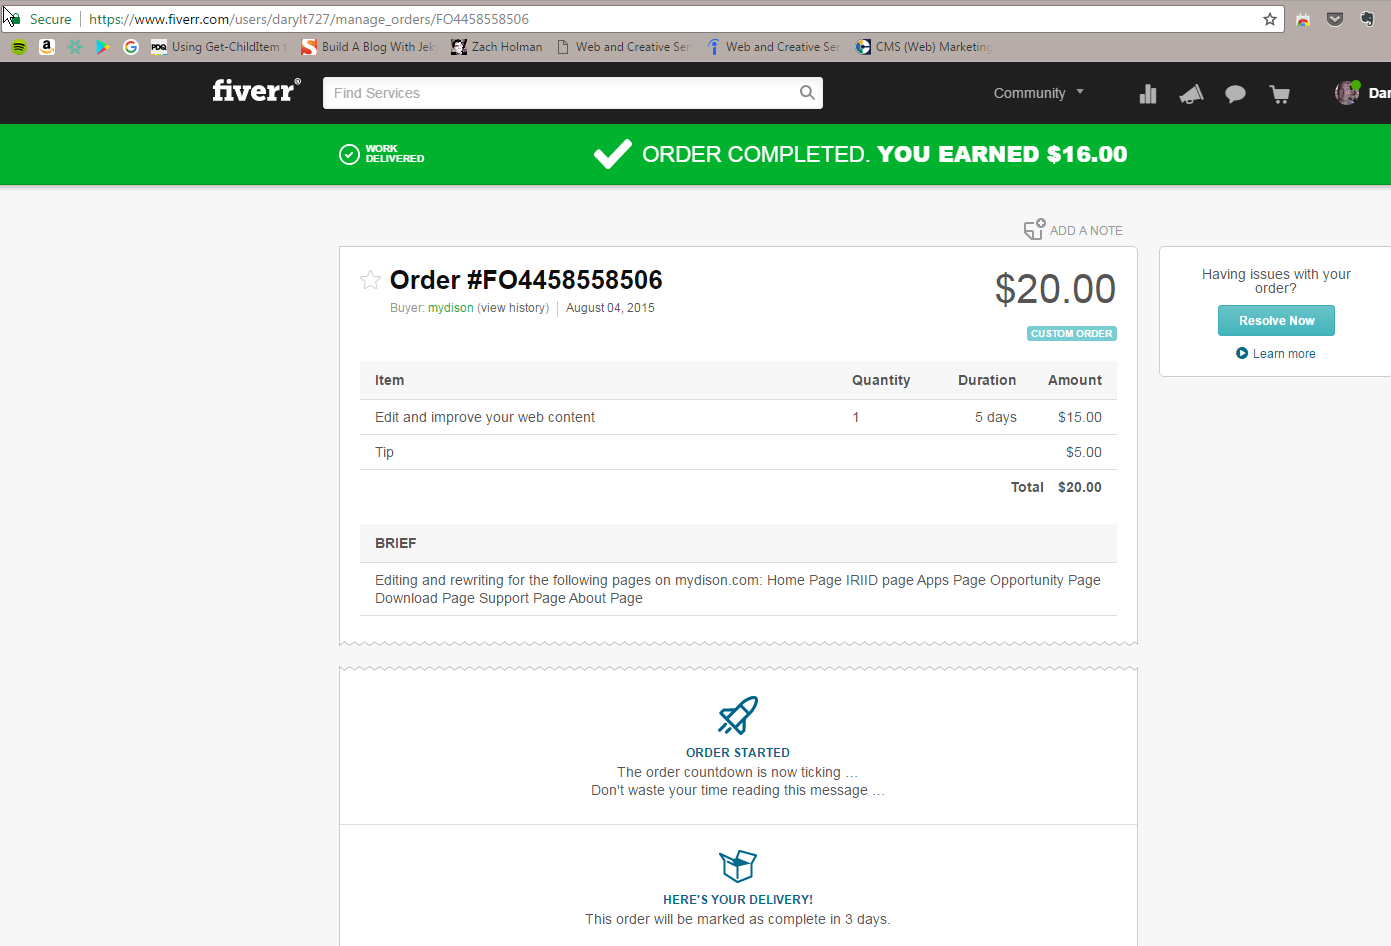 Secure https://www.fiverr.com/users/darylt727/manage_orders/FO4458558506
Using Get-ChildItem t Build A Blog With Jek Zach Holman Web and Creative Ser Web and Creative Ser CMS (Web) Marketing
fiverr® Find Services Community Dar
WORK
DELIVERED
ORDER COMPLETED. YOU EARNED $16.00
ADD A NOTE
Order #FO4458558506
$20.00
Buyer: mydison (view history) August 04, 2015
CUSTOM ORDER
Having issues with your
order?
Resolve Now
Learn more
Item Quantity Duration Amount
Edit and improve your web content 1 5 days $15.00
Tip $5.00
Total $20.00
BRIEF
Editing and rewriting for the following pages on mydison.com: Home Page IRIID page Apps Page Opportunity Page
Download Page Support Page About Page
ORDER STARTED
The order countdown is now ticking ...
Don't waste your time reading this message ...
HERE'S YOUR DELIVERY!
This order will be marked as complete in 3 days.